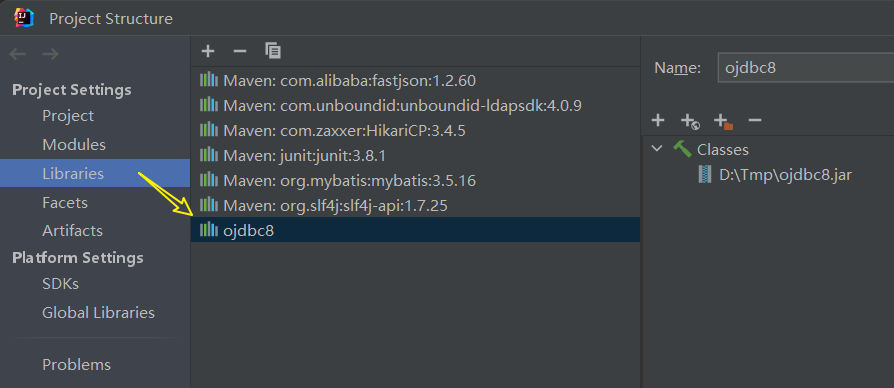 Project Structure
Project Settings
Project
Modules
Libraries
Facets
Artifacts
Platform Settings
SDKs
Global Libraries
Problems
Maven: com.alibaba:fastjson:1.2.60
Maven: com.unboundid:unboundid-ldapsdk:4.0.9
Maven: com.zaxxer:HikariCP:3.4.5
Maven: junit:junit:3.8.1
Maven: org.mybatis:mybatis:3.5.16
Maven: org.slf4j:slf4j-api:1.7.25
ojdbc8
Name: ojdbc8
Classes
D:\Tmp\ojdbc8.jar